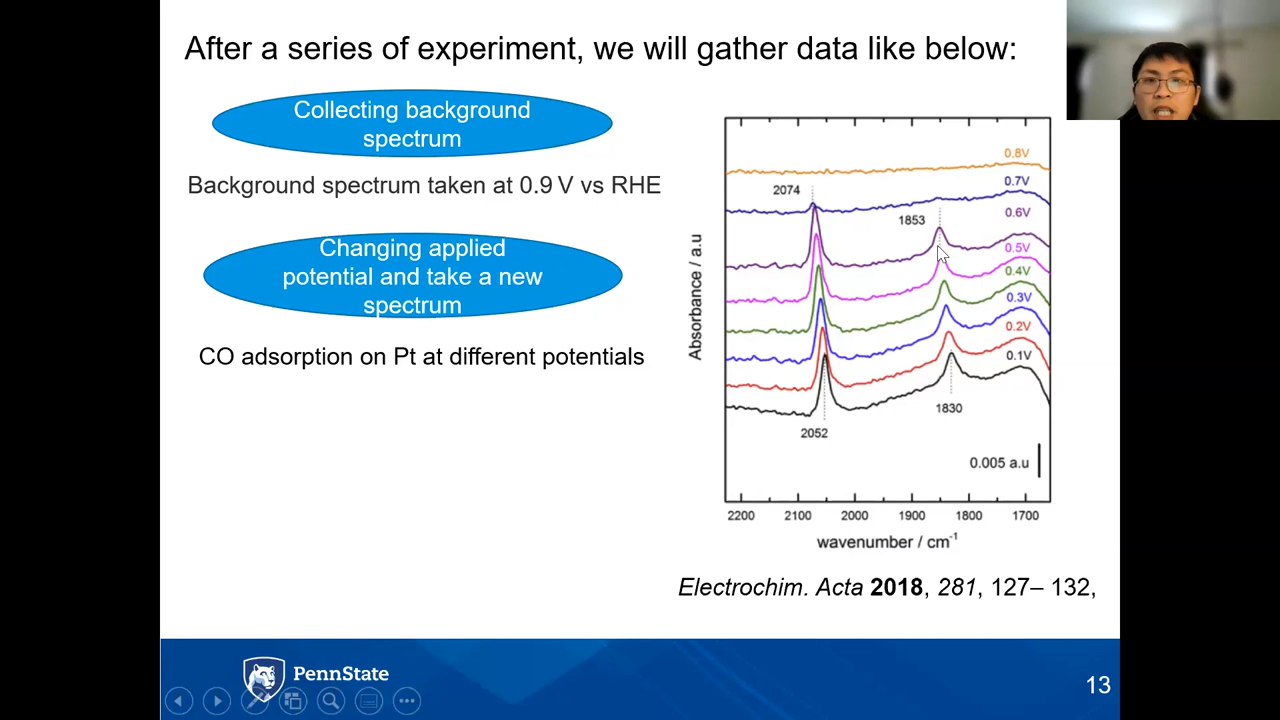 After a series of experiment, we will gather data like below:
Collecting background
spectrum
Background spectrum taken at 0.9 V vs RHE
Changing applied
potential and take a new
spectrum
CO adsorption on Pt at different potentials
0.8V
0.7V
2074
1853
0.6V
0.5V
0.4V
0.3V
0.2V
0.1V
1830
2052
0.005 a.u
Absorbance / a.u
2200 2100 2000 1900 1800 1700
wavenumber / cm⁻¹
Electrochim. Acta 2018, 281, 127– 132,
PennState
13